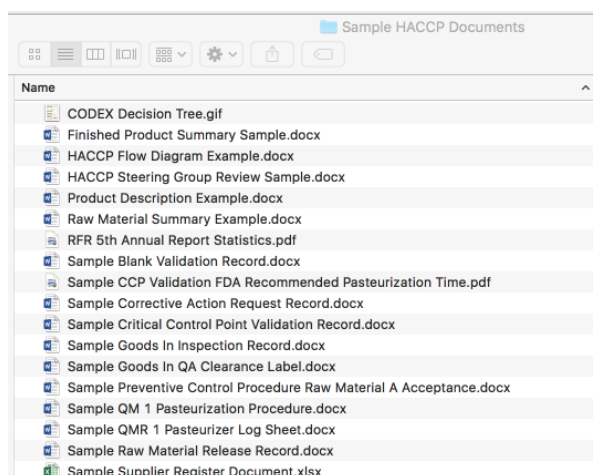 Sample HACCP Documents
Name
CODEX Decision Tree.gif
Finished Product Summary Sample.docx
HACCP Flow Diagram Example.docx
HACCP Steering Group Review Sample.docx
Product Description Example.docx
Raw Material Summary Example.docx
RFR 5th Annual Report Statistics.pdf
Sample Blank Validation Record.docx
Sample CCP Validation FDA Recommended Pasteurization Time.pdf
Sample Corrective Action Request Record.docx
Sample Critical Control Point Validation Record.docx
Sample Goods In Inspection Record.docx
Sample Goods In QA Clearance Label.docx
Sample Preventive Control Procedure Raw Material A Acceptance.docx
Sample QM 1 Pasteurization Procedure.docx
Sample QMR 1 Pasteurizer Log Sheet.docx
Sample Raw Material Release Record.docx
Sample Supplier Register Document.xlsx